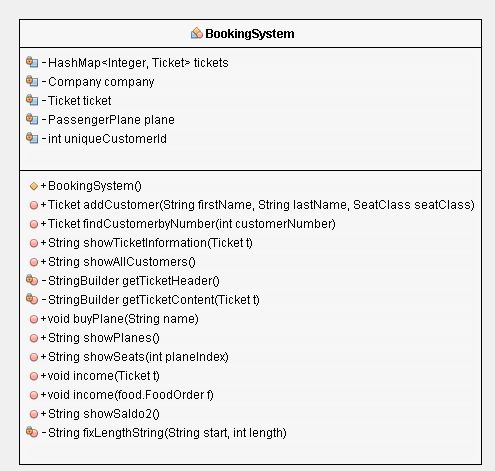 BookingSystem
- HashMap<Integer, Ticket> tickets
- Company company
- Ticket ticket
- PassengerPlane plane
- int uniqueCustomerId
+ BookingSystem()
+ Ticket addCustomer(String firstName, String lastName, SeatClass seatClass)
+ Ticket findCustomerbyNumber(int customerNumber)
+ String showTicketInformation(Ticket t)
+ String showAllCustomers()
- StringBuilder getTicketHeader()
- StringBuilder getTicketContent(Ticket t)
+ void buyPlane(String name)
+ String showPlanes()
+ String showSeats(int planeIndex)
+ void income(Ticket t)
+ void income(food.FoodOrder f)
+ String showSaldo2()
- String fixLengthString(String start, int length)